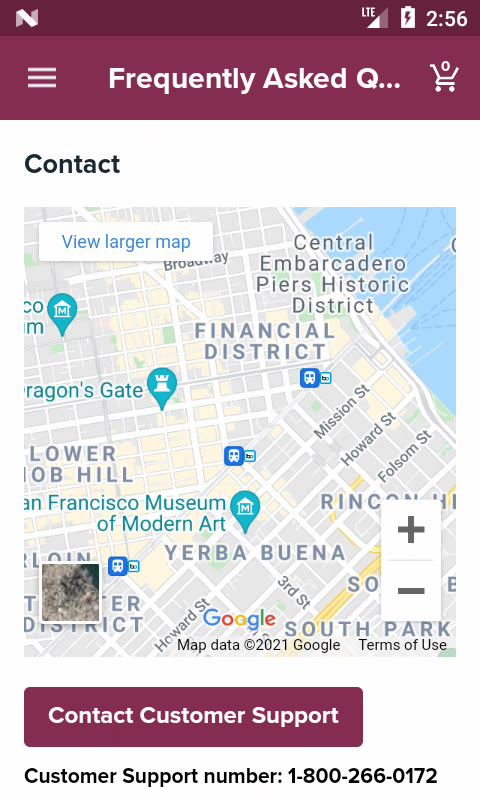 LTE
2:56
Frequently Asked Q...
0
Contact
View larger map
Broadway
Central
Embarcadero
Piers Historic
District
co
m
FINANCIAL
DISTRICT
ragon's Gate
Mission St
Howard St
Folsom St
LOWER
OB HILL
an Francisco Museum
of Modern Art
RINCON HI
YERBA BUENA
RLOIN
TER
DISTRICT
3rd St
SO
Howard St
Google
SOUTH PARK
Map data ©2021 Google
Terms of Use
Contact Customer Support
Customer Support number: 1-800-266-0172